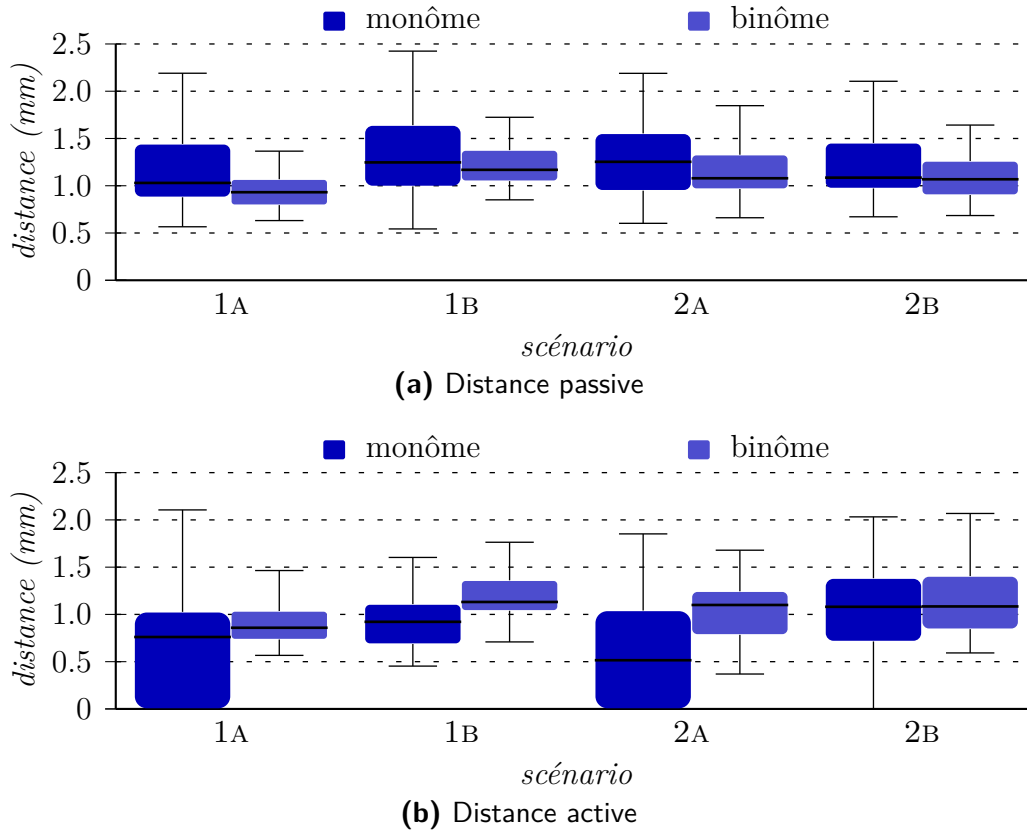 monôme binôme
2.5
2.0
1.5
1.0
0.5
0
distance (mm)
1A 1B 2A 2B
scénario
(a) Distance passive
monôme binôme
2.5
2.0
1.5
1.0
0.5
0
distance (mm)
1A 1B 2A 2B
scénario
(b) Distance active